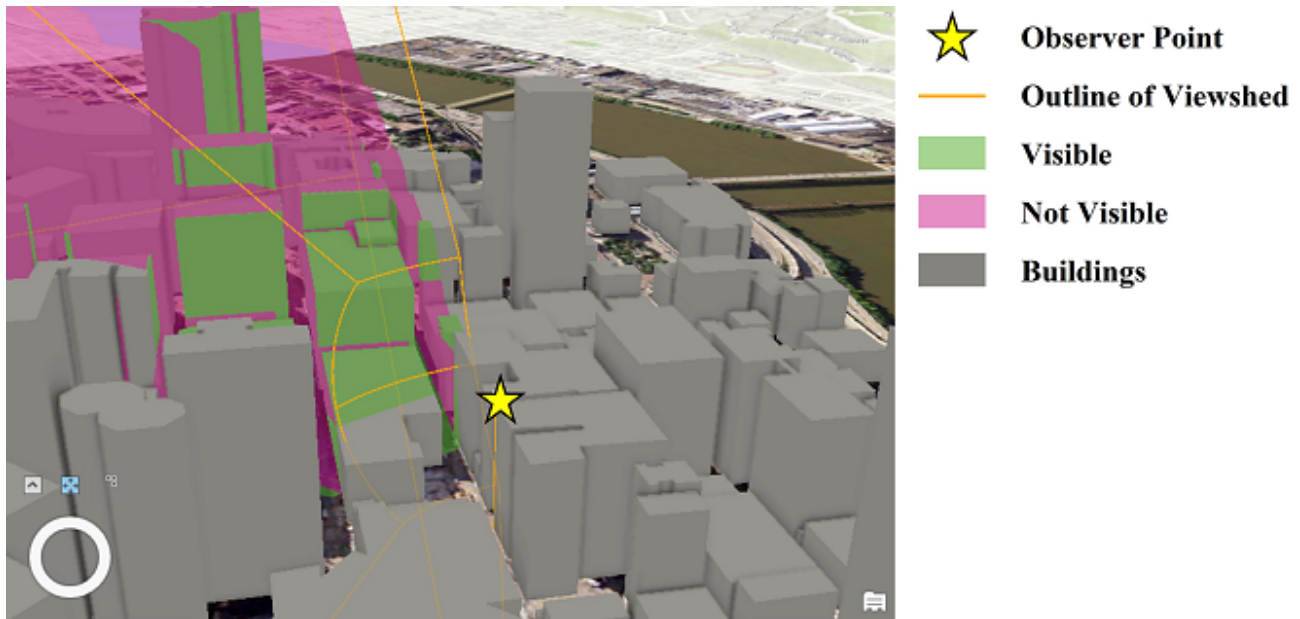 Observer Point
Outline of Viewshed
Visible
Not Visible
Buildings